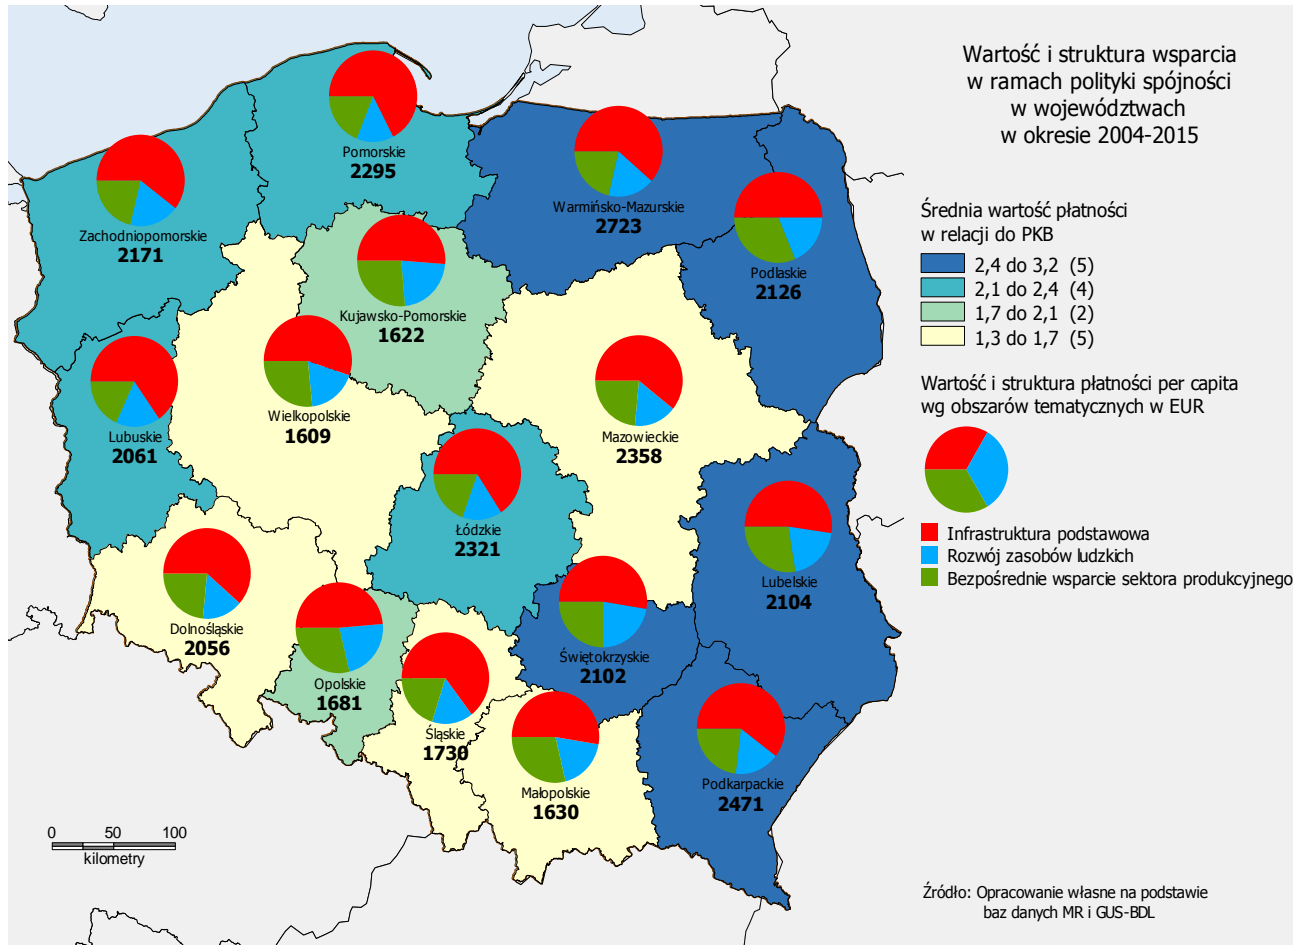 Wartość i struktura wsparcia
w ramach polityki spójności
w województwach
w okresie 2004-2015
Średnia wartość płatności
w relacji do PKB
2,4 do 3,2 (5)
2,1 do 2,4 (4)
1,7 do 2,1 (2)
1,3 do 1,7 (5)
Wartość i struktura płatności per capita
wg obszarów tematycznych w EUR
Infrastruktura podstawowa
Rozwój zasobów ludzkich
Bezpośrednie wsparcie sektora produkcyjnego
Pomorskie
2295
Zachodniopomorskie
2171
Warmińsko-Mazurskie
2723
Podlaskie
2126
Kujawsko-Pomorskie
1622
Wielkopolskie
1609
Lubuskie
2061
Mazowieckie
2358
Łódzkie
2321
Lubelskie
2104
Dolnośląskie
2056
Opolskie
1681
Śląskie
1730
Świętokrzyskie
2102
Małopolskie
1630
Podkarpackie
2471
0 50 100
kilometry
Źródło: Opracowanie własne na podstawie
baz danych MR i GUS-BDL